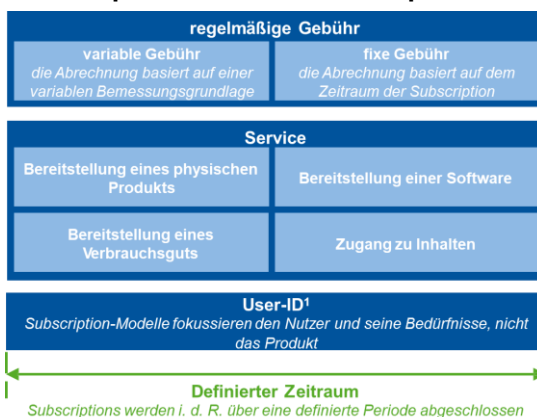 regelmäßige Gebühr
variable Gebühr
die Abrechnung basiert auf einer
variablen Bemessungsgrundlage
fixe Gebühr
die Abrechnung basiert auf dem
Zeitraum der Subscription
Service
Bereitstellung eines physischen
Produkts
Bereitstellung einer Software
Bereitstellung eines
Verbrauchsguts
Zugang zu Inhalten
User-ID¹
Subscription-Modelle fokussieren den Nutzer und seine Bedürfnisse, nicht
das Produkt
Definierter Zeitraum
Subscriptions werden i. d. R. über eine definierte Periode abgeschlossen